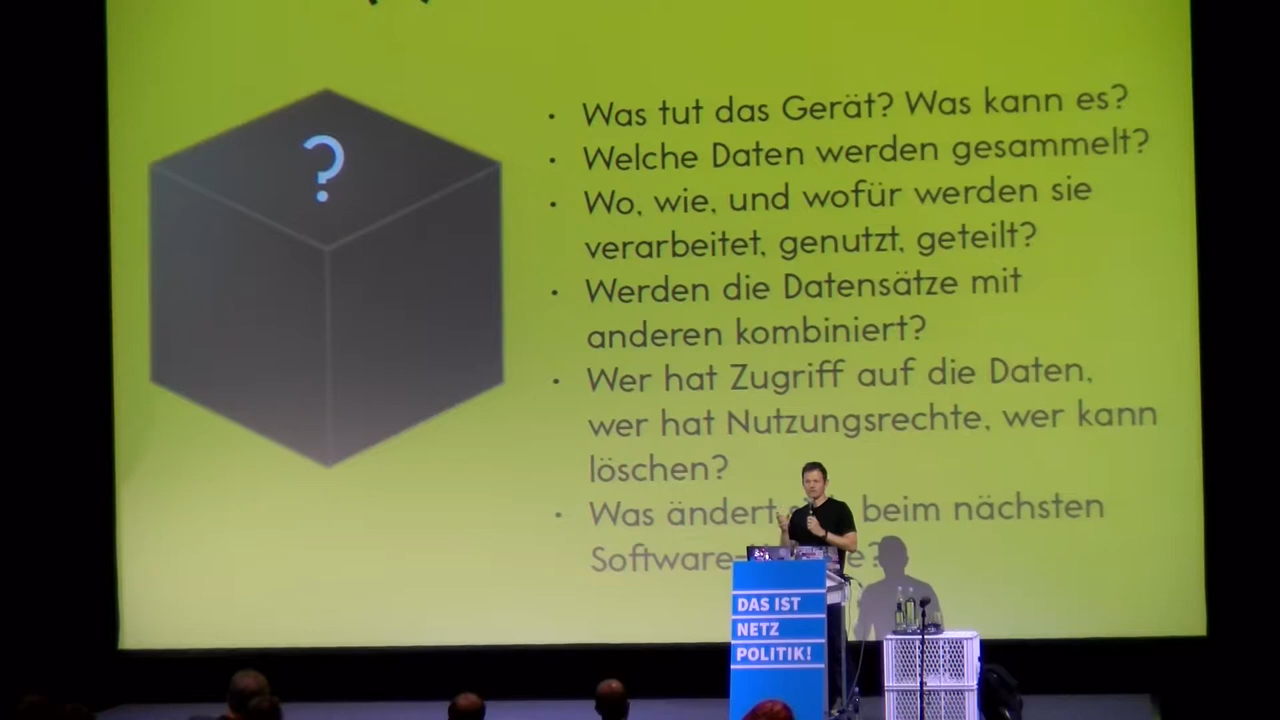 ?
• Was tut das Gerät? Was kann es?
• Welche Daten werden gesammelt?
• Wo, wie, und wofür werden sie
verarbeitet, genutzt, geteilt?
• Werden die Datensätze mit
anderen kombiniert?
• Wer hat Zugriff auf die Daten,
wer hat Nutzungsrechte, wer kann
löschen?
• Was ändert beim nächsten
Software-
DAS IST
NETZ
POLITIK!